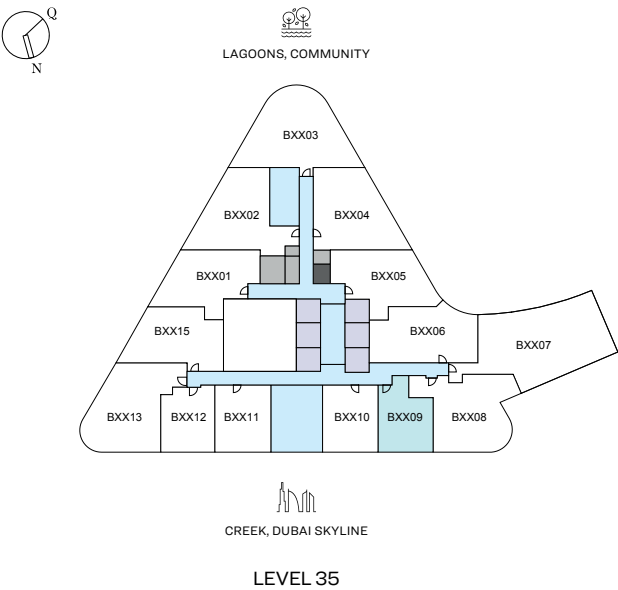 Q
N
LAGOONS, COMMUNITY
BXX03
BXX02
BXX04
BXX01
BXX05
BXX15
BXX06
BXX07
BXX13
BXX12
BXX11
BXX10
BXX09
BXX08
CREEK, DUBAI SKYLINE
LEVEL 35